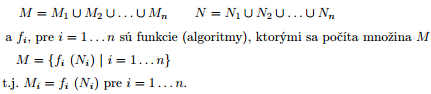 M = M₁ ∪ M₂ ∪ . . . ∪ Mₙ   N = N₁ ∪ N₂ ∪ . . . ∪ Nₙ
a fᵢ, pre i = 1 . . . n sú funkcie (algoritmy), ktorými sa počíta množina M
M = {fᵢ (Nᵢ) | i = 1 . . . n}
t.j. Mᵢ = fᵢ (Nᵢ) pre i = 1 . . . n.